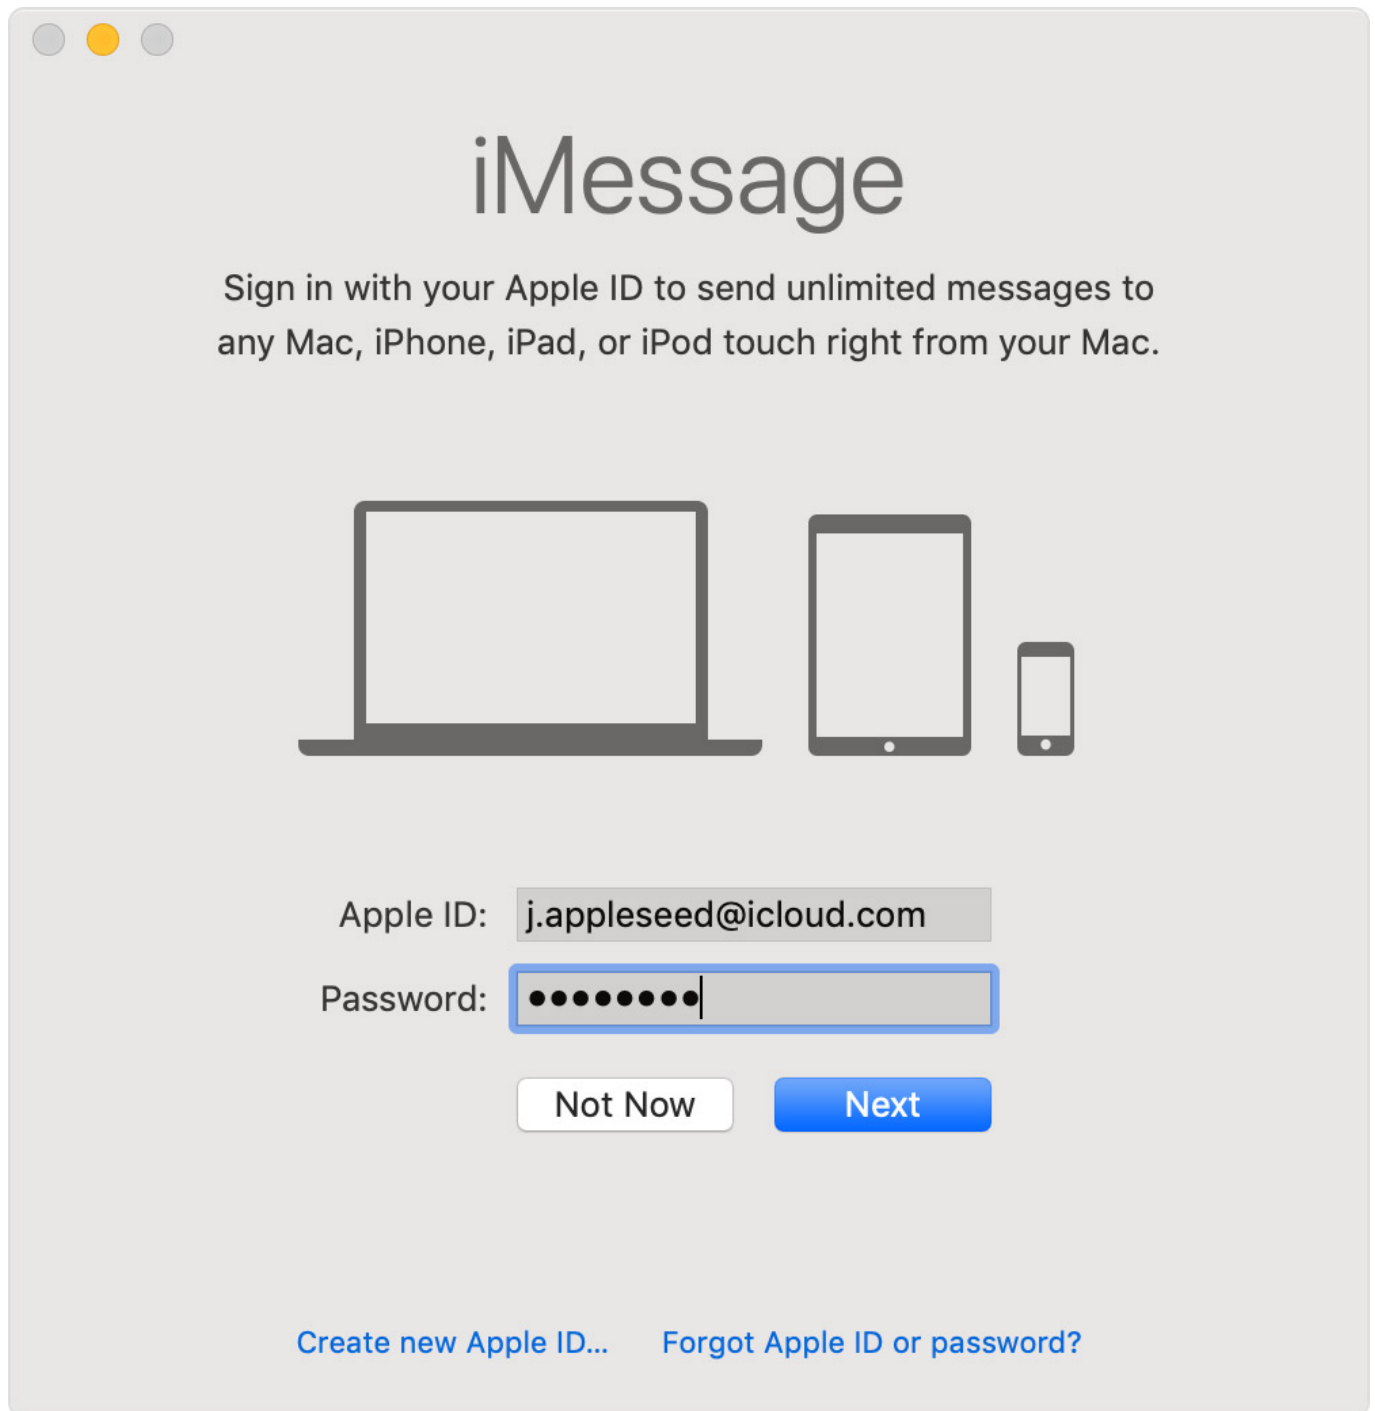 iMessage
Sign in with your Apple ID to send unlimited messages to
any Mac, iPhone, iPad, or iPod touch right from your Mac.
Apple ID: j.appleseed@icloud.com
Password: ••••••••
Not Now Next
Create new Apple ID... Forgot Apple ID or password?